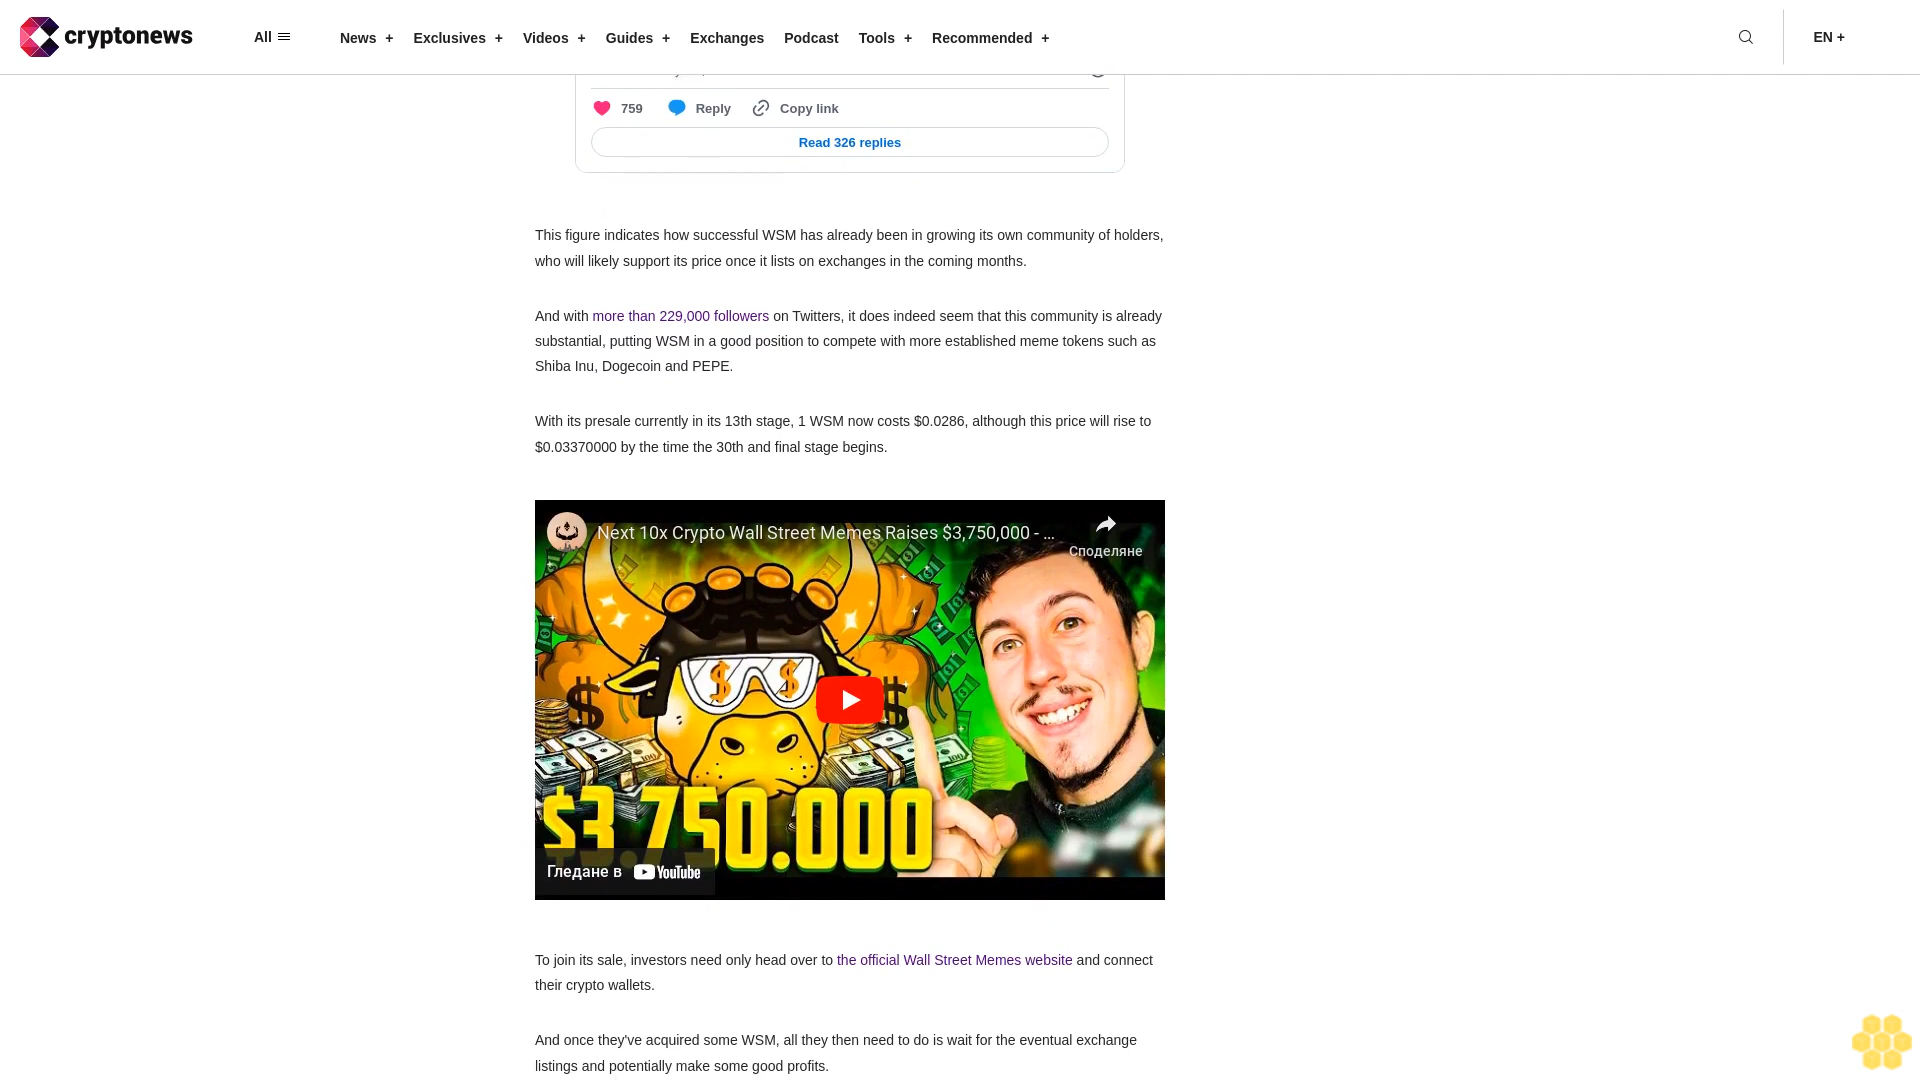 cryptonews
All
News +
Exclusives +
Videos +
Guides +
Exchanges
Podcast
Tools +
Recommended +
EN +
759
Reply
Copy link
Read 326 replies
This figure indicates how successful WSM has already been in growing its own community of holders,
who will likely support its price once it lists on exchanges in the coming months.
And with more than 229,000 followers on Twitters, it does indeed seem that this community is already
substantial, putting WSM in a good position to compete with more established meme tokens such as
Shiba Inu, Dogecoin and PEPE.
With its presale currently in its 13th stage, 1 WSM now costs $0.0286, although this price will rise to
$0.03370000 by the time the 30th and final stage begins.
Next 10x Crypto Wall Street Memes Raises $3,750,000 - ...
Споделяне
$3.750.000
Гледане в YouTube
To join its sale, investors need only head over to the official Wall Street Memes website and connect
their crypto wallets.
And once they've acquired some WSM, all they then need to do is wait for the eventual exchange
listings and potentially make some good profits.